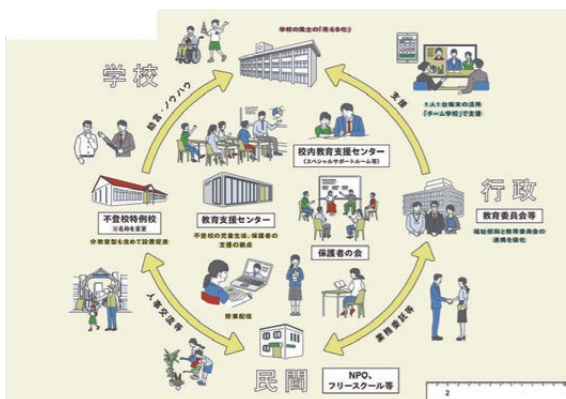 学校の風土の「見える化」
学校
1人1台端末の活用
「チーム学校」で支援
支援
校内教育支援センター
(スペシャルサポートルーム等)
行政
不登校特例校
※名称を変更
分教室型も含めて設置促進
教育支援センター
不登校の児童生徒、保護者の
支援の拠点
教育委員会等
福祉部局と教育委員会の
連携を強化
保護者の会
授業配信
人事交流等
業務委託等
民間
NPO、
フリースクール等
2